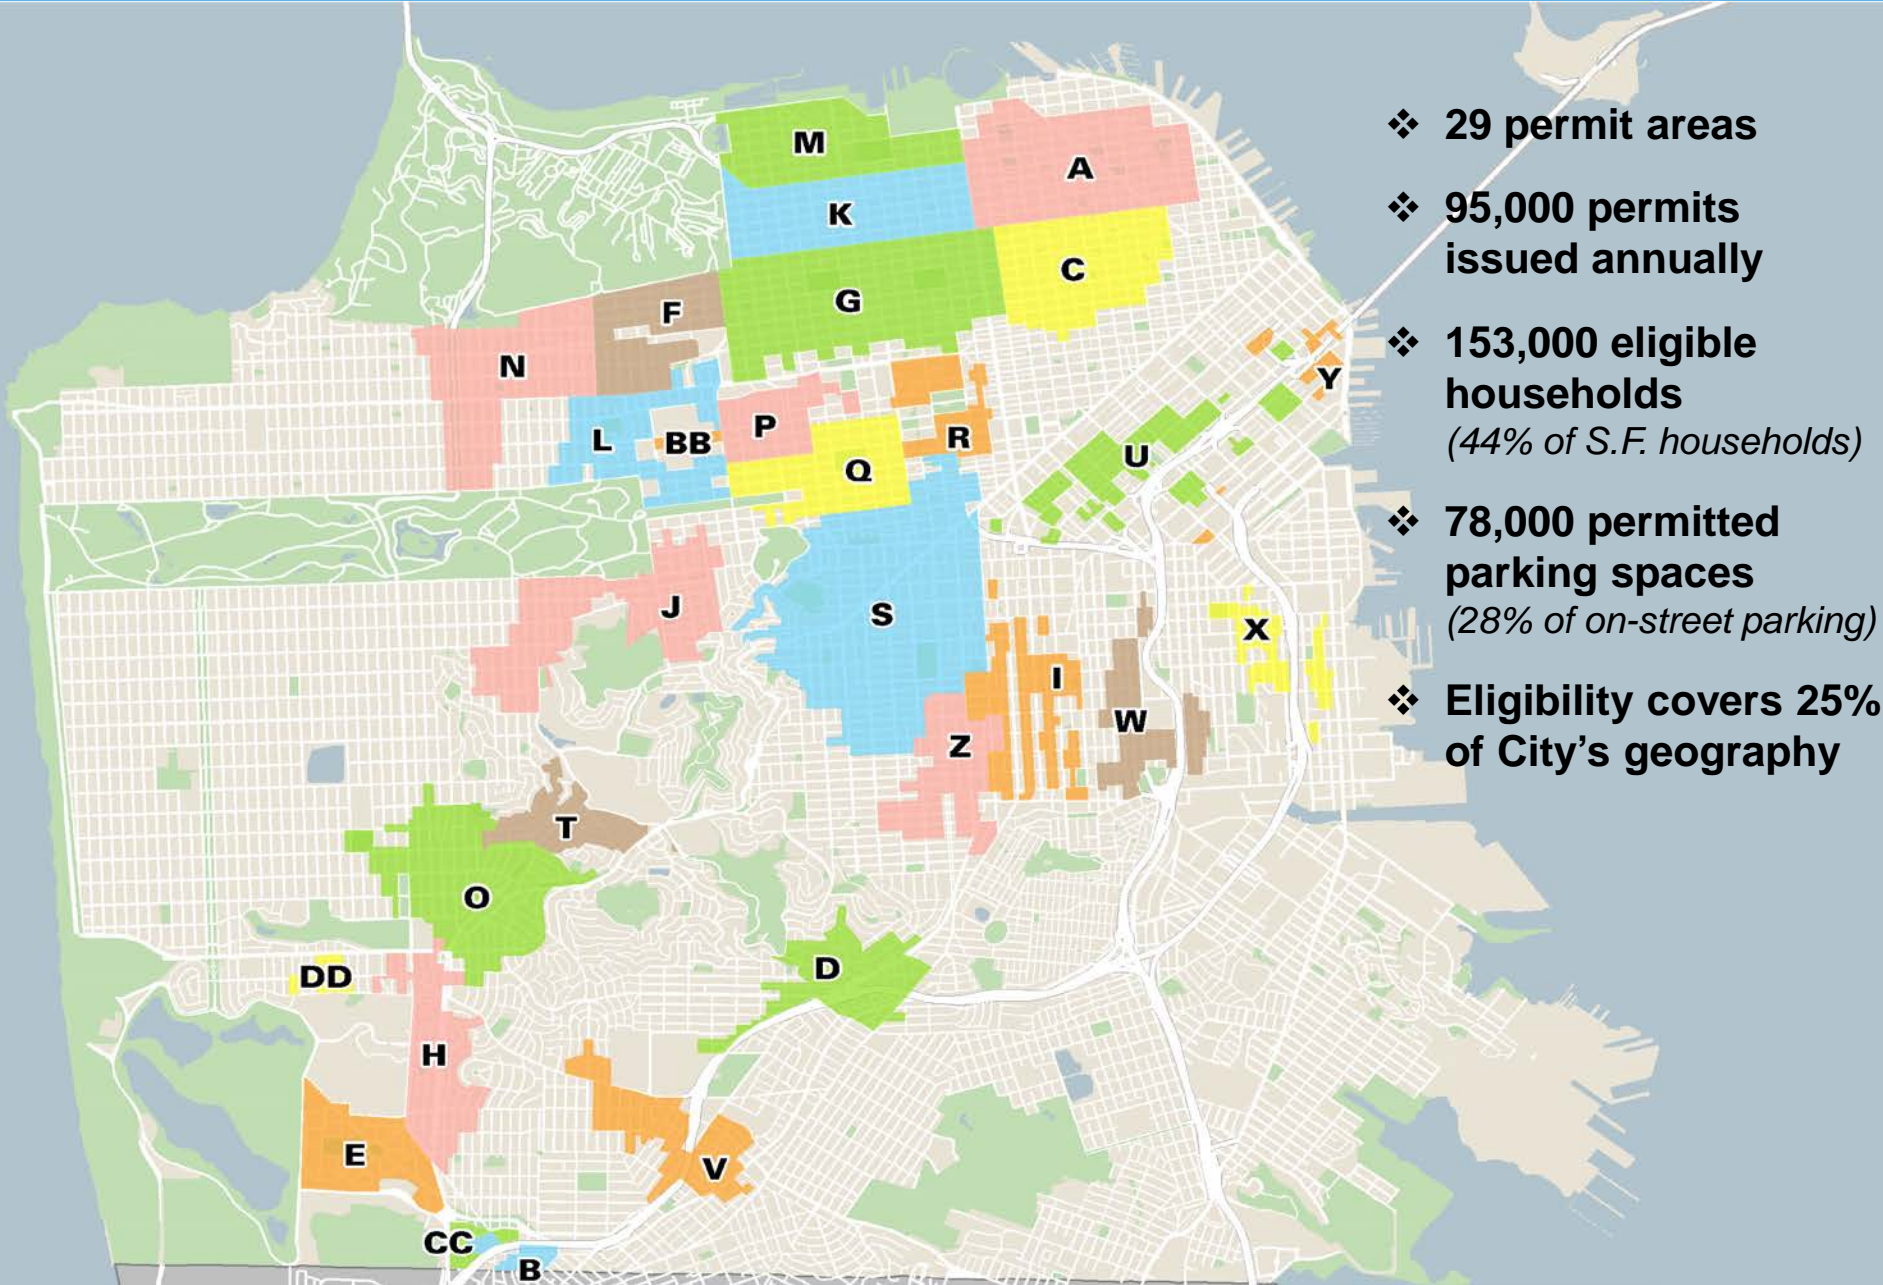 M
A
K
C
G
F
N
Y
P
L
BB
R
Q
U
S
J
X
I
W
Z
T
O
D
DD
H
E
V
CC
B
❖ 29 permit areas
❖ 95,000 permits
issued annually
❖ 153,000 eligible
households
(44% of S.F. households)
❖ 78,000 permitted
parking spaces
(28% of on-street parking)
❖ Eligibility covers 25%
of City’s geography